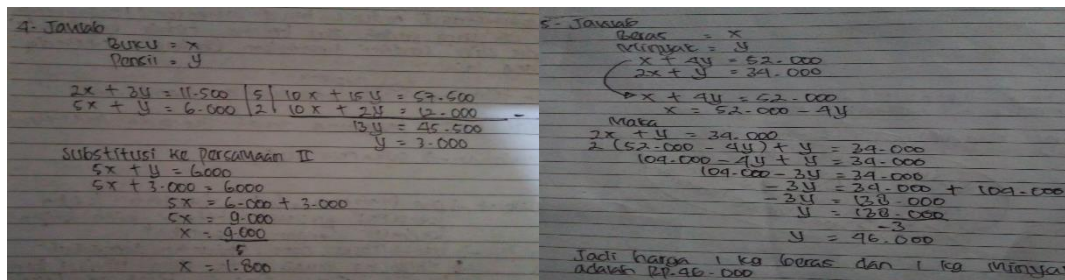 4- Jawab
Buku = x
Pensil = y
2x + 3y = 11.500 | 5 | 10x + 15y = 57.500
5x + y = 6.000 | 2 | 10x + 2y = 12.000 -
13y = 45.500
y = 3.000
Substitusi ke persamaan II
5x + y = 6000
5x + 3.000 = 6000
5x = 6.000 + 3.000
5x = 9.000
x = 9.000
5
x = 1.800
5- Jawab
Beras = x
Minyak = y
x + 4y = 52.000
2x + y = 34.000
x + 4y = 52.000
x = 52.000 - 4y
Maka
2x + y = 34.000
2(52.000 - 4y) + y = 34.000
104.000 - 4y + y = 34.000
104.000 - 3y = 34.000
-3y = 34.000 + 104.000
-3y = 138.000
y = 138.000
-3
y = 46.000
Jadi harga 1 kg beras dan 1 kg minyak
adalah Rp.46.000